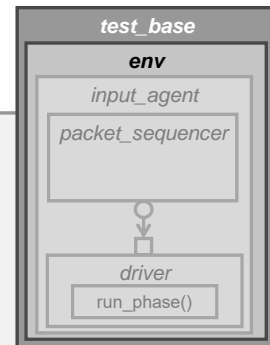 test_base
env
input_agent
packet_sequencer
driver
run_phase()